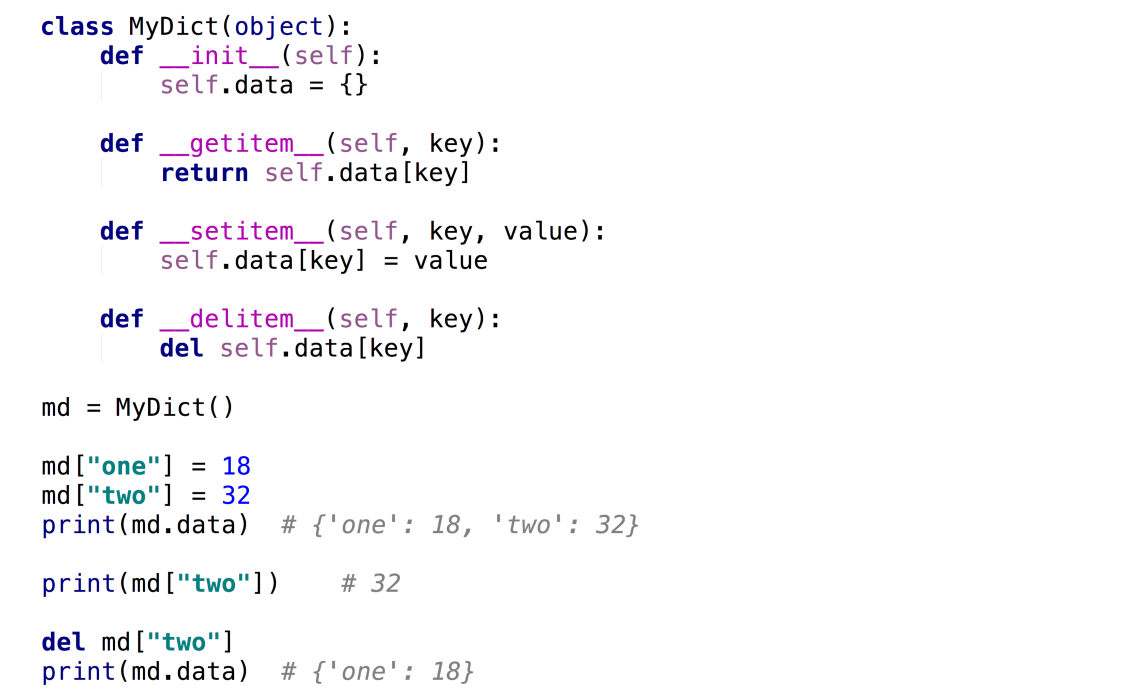 class MyDict(object):
    def __init__(self):
        self.data = {}

    def __getitem__(self, key):
        return self.data[key]

    def __setitem__(self, key, value):
        self.data[key] = value

    def __delitem__(self, key):
        del self.data[key]

md = MyDict()

md["one"] = 18
md["two"] = 32
print(md.data)  # {'one': 18, 'two': 32}

print(md["two"])    # 32

del md["two"]
print(md.data)  # {'one': 18}